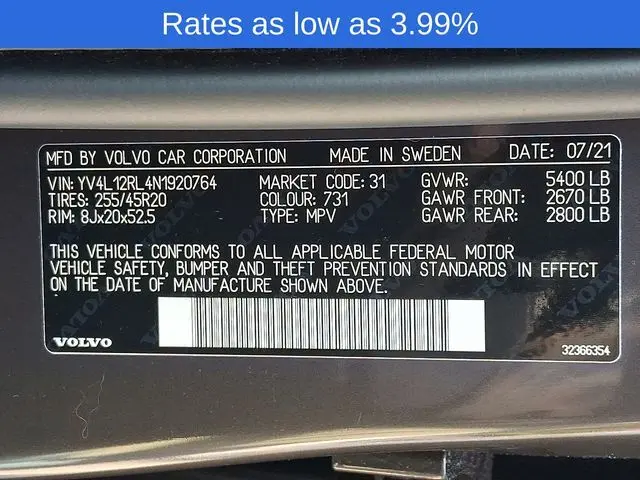 Rates as low as 3.99%
MFD BY VOLVO CAR CORPORATION MADE IN SWEDEN DATE: 07/21
VIN: YV4L12RL4N1920764 MARKET CODE: 31 GVWR: 5400 LB
TIRES: 255/45R20 COLOUR: 731 GAWR FRONT: 2670 LB
RIM: 8Jx20x52.5 TYPE: MPV GAWR REAR: 2800 LB
THIS VEHICLE CONFORMS TO ALL APPLICABLE FEDERAL MOTOR
VEHICLE SAFETY, BUMPER AND THEFT PREVENTION STANDARDS IN EFFECT
ON THE DATE OF MANUFACTURE SHOWN ABOVE.
VOLVO 32366354